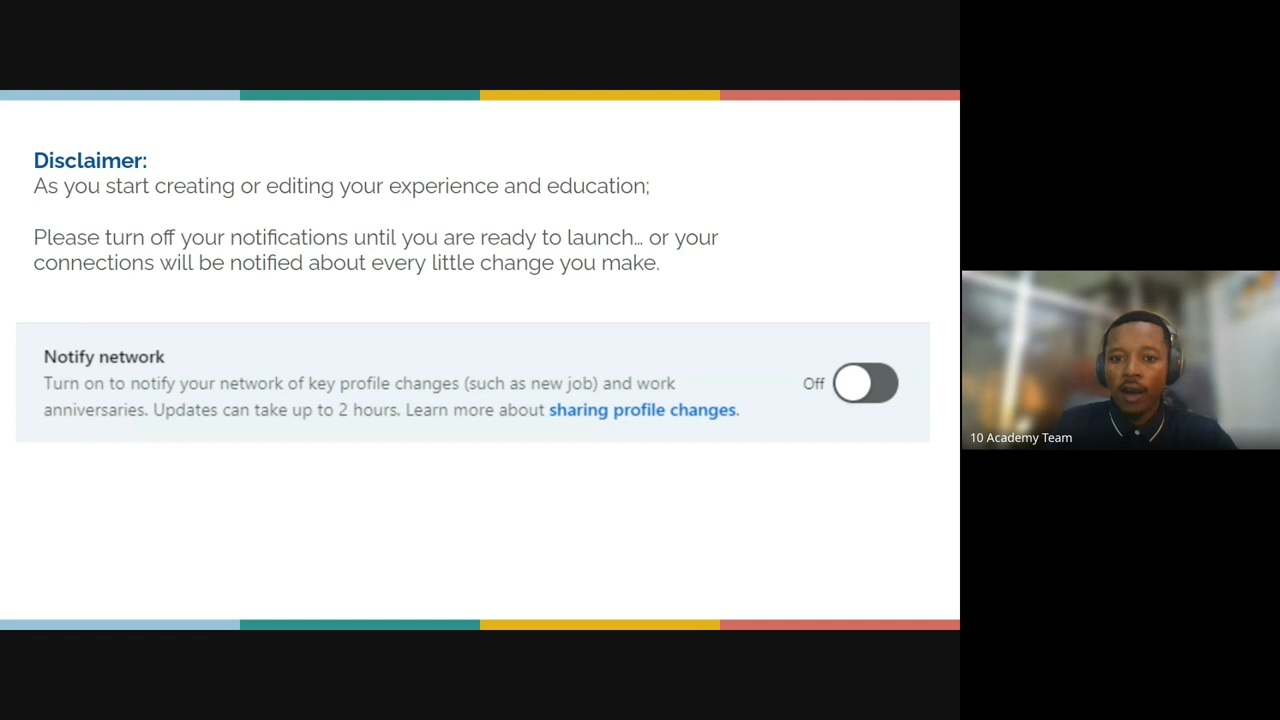 Disclaimer:
As you start creating or editing your experience and education;
Please turn off your notifications until you are ready to launch… or your
connections will be notified about every little change you make.
Notify network
Turn on to notify your network of key profile changes (such as new job) and work
anniversaries. Updates can take up to 2 hours. Learn more about sharing profile changes.
Off
10 Academy Team